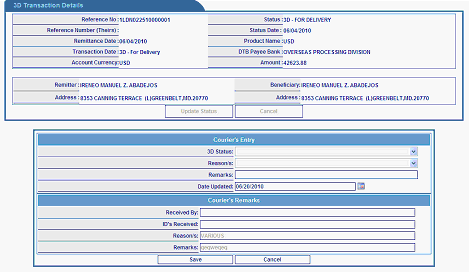 3D Transaction Details
Reference No : 1LDN022510000001 Status : 3D - FOR DELIVERY
Reference Number (Theirs) : Status Date : 06/04/2010
Remittance Date : 06/04/2010 Product Name : USD
Transaction Date : 3D - For Delivery DTB Payee Bank : OVERSEAS PROCESSING DIVISION
Account Currency : USD Amount : 42623.88
Remitter : IRENEO MANUEL Z. ABADEJOS Beneficiary : IRENEO MANUEL Z. ABADEJOS
Address : 8353 CANNING TERRACE (L)GREENBELT,MD.20770 Address : 8353 CANNING TERRACE (L)GREENBELT,MD.20770
Update Status Cancel
Courier's Entry
3D Status:
Reason/s:
Remarks:
Date Updated: 06/20/2010
Courier's Remarks
Received By:
ID's Received:
Reason/s: VARIOUS
Remarks:
Save Cancel